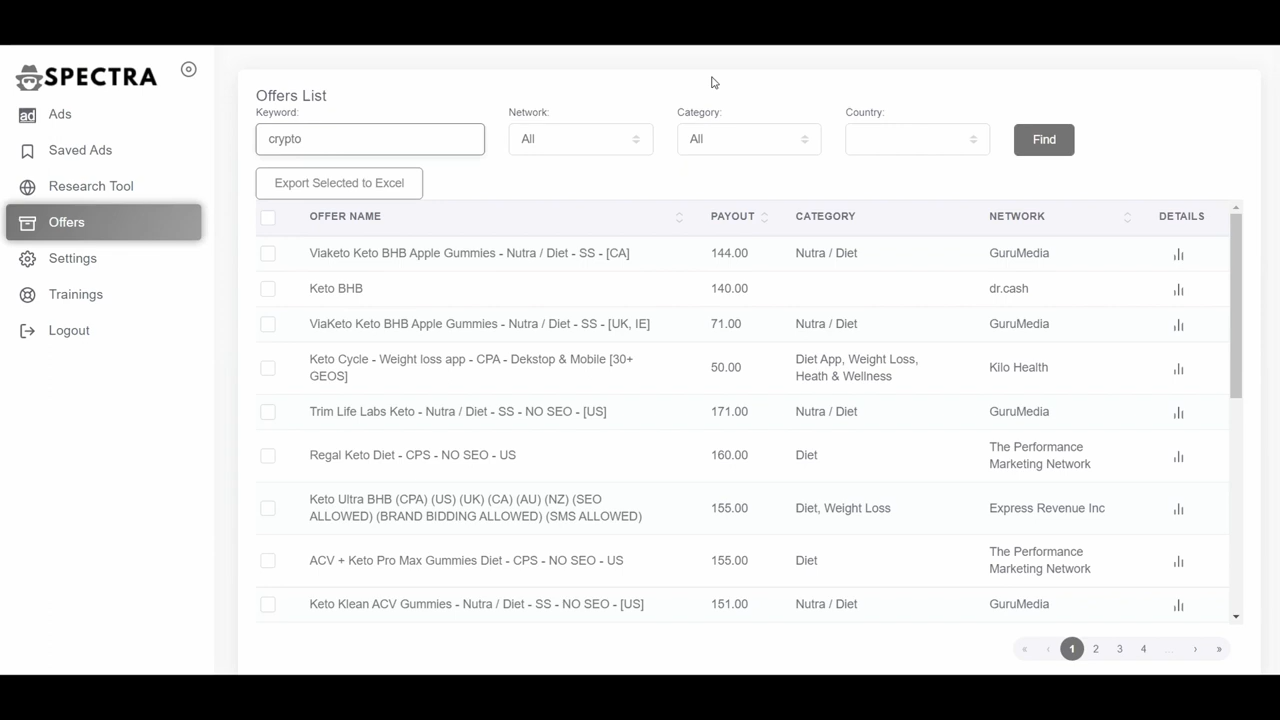 SPECTRA
Ads
Saved Ads
Research Tool
Offers
Settings
Trainings
Logout
Offers List
Keyword:
Network:
Category:
Country:
crypto
All
All
Find
Export Selected to Excel
OFFER NAME
PAYOUT
CATEGORY
NETWORK
DETAILS
Viaketo Keto BHB Apple Gummies - Nutra / Diet - SS - [CA]
144.00
Nutra / Diet
GuruMedia
Keto BHB
140.00
dr.cash
ViaKeto Keto BHB Apple Gummies - Nutra / Diet - SS - [UK, IE]
71.00
Nutra / Diet
GuruMedia
Keto Cycle - Weight loss app - CPA - Dekstop & Mobile [30+
GEOS]
50.00
Diet App, Weight Loss,
Heath & Wellness
Kilo Health
Trim Life Labs Keto - Nutra / Diet - SS - NO SEO - [US]
171.00
Nutra / Diet
GuruMedia
Regal Keto Diet - CPS - NO SEO - US
160.00
Diet
The Performance
Marketing Network
Keto Ultra BHB (CPA) (US) (UK) (CA) (AU) (NZ) (SEO
ALLOWED) (BRAND BIDDING ALLOWED) (SMS ALLOWED)
155.00
Diet, Weight Loss
Express Revenue Inc
ACV + Keto Pro Max Gummies Diet - CPS - NO SEO - US
155.00
Diet
The Performance
Marketing Network
Keto Klean ACV Gummies - Nutra / Diet - SS - NO SEO - [US]
151.00
Nutra / Diet
GuruMedia
« ‹ 1 2 3 4 ... › »